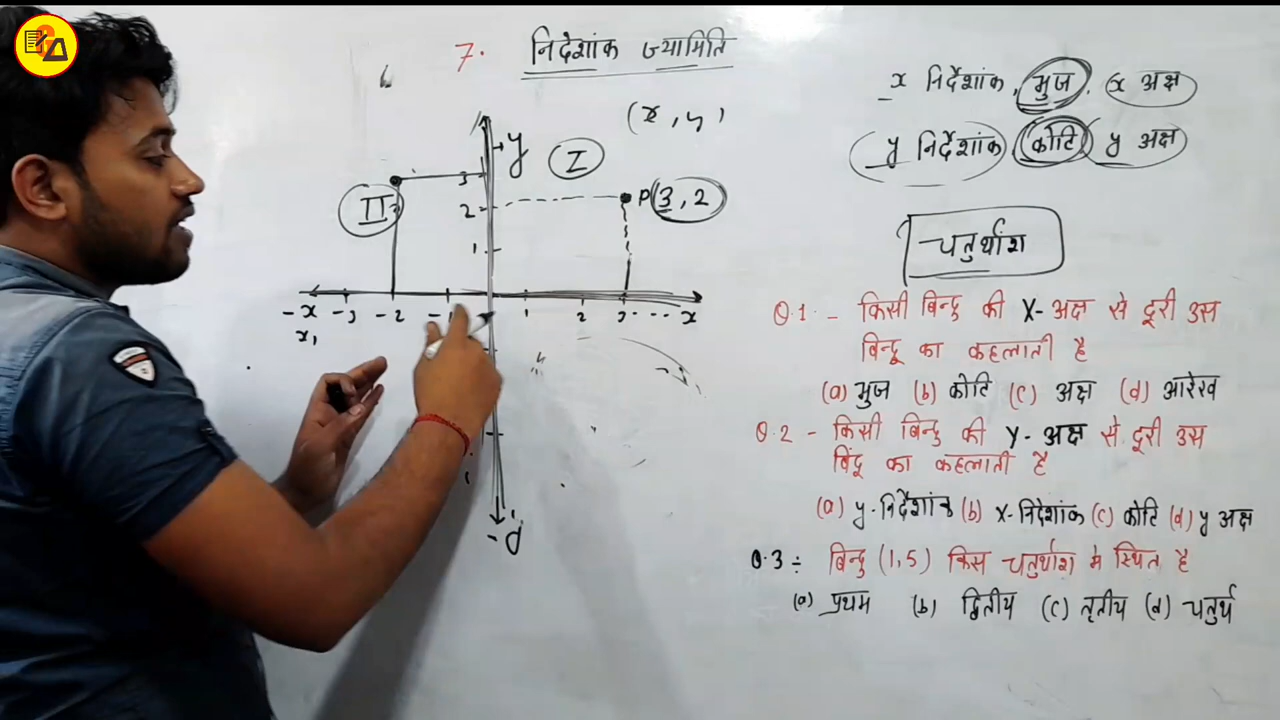 7. निदेशांक ज्यामिति
(x, y)
x निर्देशांक, भुज, x अक्ष
y निर्देशांक कोटि y अक्ष
चतुर्थांश
y
I
II
3
2
1
P(3, 2)
-x -3 -2 -1 1 2 3 .... x
x,
-y
Q.1. - किसी बिन्दु की X-अक्ष से दूरी उस
बिन्दू का कहलाती है
(a) भुज (b) कोटि (c) अक्ष (d) आरेख
Q.2 - किसी बिन्दु की Y-अक्ष से दूरी उस
बिंदू का कहलाती है
(a) y-निर्देशांक (b) x-निदेशांक (c) कोटि (d) y अक्ष
Q.3 ÷ बिन्दु (1,5) किस चतुर्थांश मे स्थित है
(a) प्रथम (b) द्वितीय (c) तृतीय (d) चतुर्थ